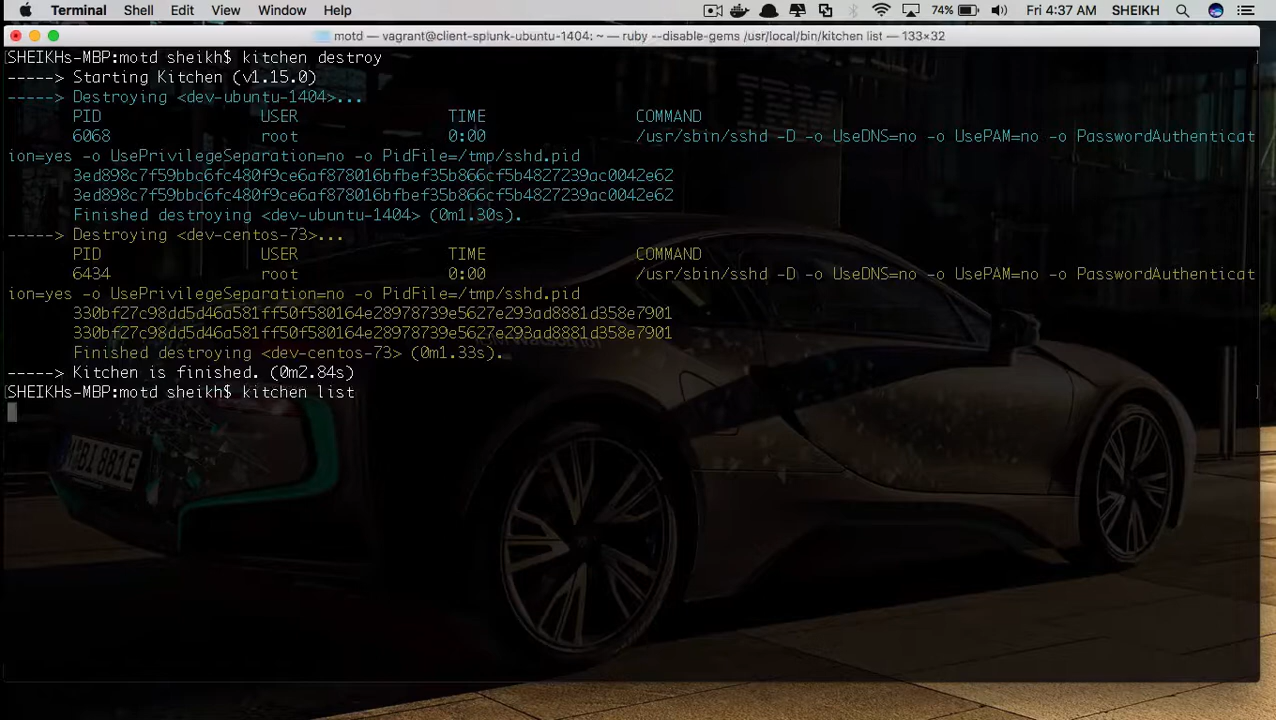 Terminal Shell Edit View Window Help 74% Fri 4:37 AM SHEIKH
motd — vagrant@client-splunk-ubuntu-1404: ~ — ruby --disable-gems /usr/local/bin/kitchen list — 133×32
SHEIKHs-MBP:motd sheikh$ kitchen destroy
-----> Starting Kitchen (v1.15.0)
-----> Destroying <dev-ubuntu-1404>...
PID USER TIME COMMAND
6068 root 0:00 /usr/sbin/sshd -D -o UseDNS=no -o UsePAM=no -o PasswordAuthenticat
ion=yes -o UsePrivilegeSeparation=no -o PidFile=/tmp/sshd.pid
3ed898c7f59bbc6fc480f9ce6af878016bfbef35b866cf5b4827239ac0042e62
3ed898c7f59bbc6fc480f9ce6af878016bfbef35b866cf5b4827239ac0042e62
Finished destroying <dev-ubuntu-1404> (0m1.30s).
-----> Destroying <dev-centos-73>...
PID USER TIME COMMAND
6434 root 0:00 /usr/sbin/sshd -D -o UseDNS=no -o UsePAM=no -o PasswordAuthenticat
ion=yes -o UsePrivilegeSeparation=no -o PidFile=/tmp/sshd.pid
330bf27c98dd5d46a581ff50f580164e28978739e5627e293ad8881d358e7901
330bf27c98dd5d46a581ff50f580164e28978739e5627e293ad8881d358e7901
Finished destroying <dev-centos-73> (0m1.33s).
-----> Kitchen is finished. (0m2.84s)
SHEIKHs-MBP:motd sheikh$ kitchen list